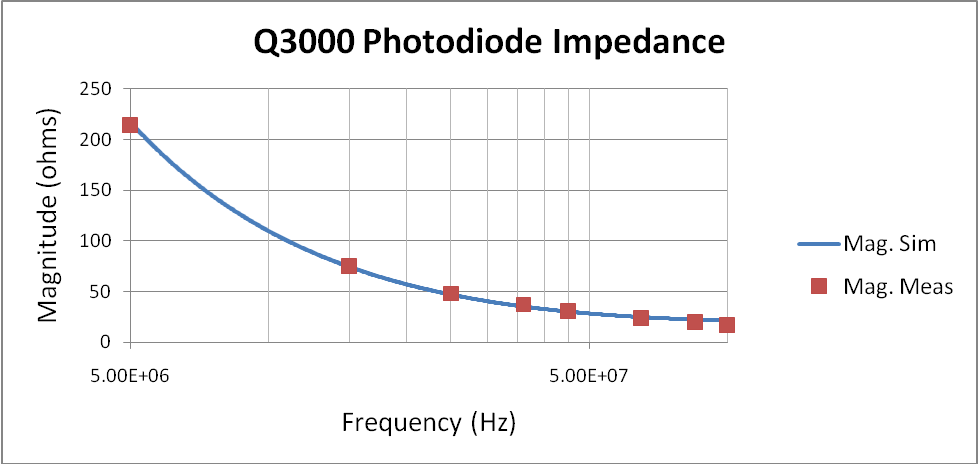 Q3000 Photodiode Impedance
250
200
150
100
50
0
Magnitude (ohms)
5.00E+06
5.00E+07
Frequency (Hz)
Mag. Sim
Mag. Meas